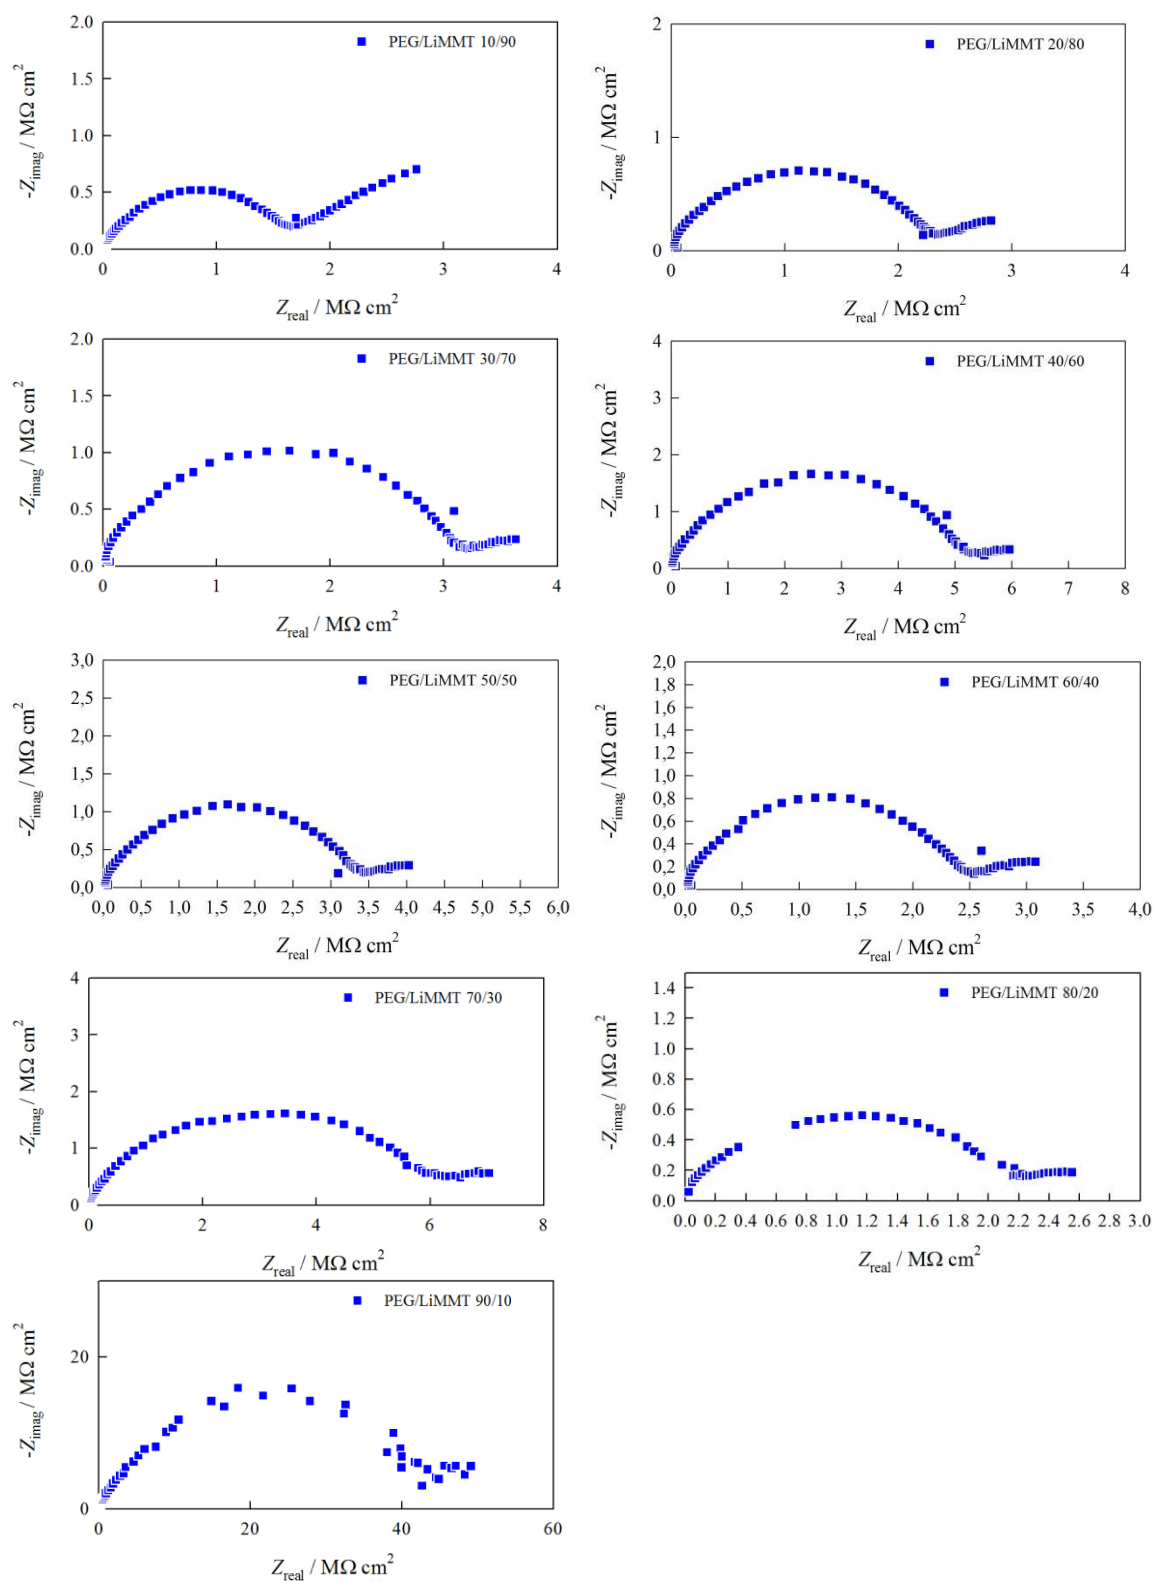 2.0
PEG/LiMMT 10/90
1.5
1.0
0.5
0.0
0 1 2 3 4
-Zimag / MΩ cm2
Zreal / MΩ cm2
2
PEG/LiMMT 20/80
1
0
0 1 2 3 4
-Zimag / MΩ cm2
Zreal / MΩ cm2
2.0
PEG/LiMMT 30/70
1.5
1.0
0.5
0.0
0 1 2 3 4
-Zimag / MΩ cm2
Zreal / MΩ cm2
4
PEG/LiMMT 40/60
3
2
1
0
0 1 2 3 4 5 6 7 8
-Zimag / MΩ cm2
Zreal / MΩ cm2
3,0
PEG/LiMMT 50/50
2,5
2,0
1,5
1,0
0,5
0,0
0,0 0,5 1,0 1,5 2,0 2,5 3,0 3,5 4,0 4,5 5,0 5,5 6,0
-Zimag / MΩ cm2
Zreal / MΩ cm2
2,0
PEG/LiMMT 60/40
1,8
1,6
1,4
1,2
1,0
0,8
0,6
0,4
0,2
0,0
0,0 0,5 1,0 1,5 2,0 2,5 3,0 3,5 4,0
-Zimag / MΩ cm2
Zreal / MΩ cm2
4
PEG/LiMMT 70/30
3
2
1
0
0 2 4 6 8
-Zimag / MΩ cm2
Zreal / MΩ cm2
PEG/LiMMT 80/20
1.4
1.2
1.0
0.8
0.6
0.4
0.2
0.0
0.0 0.2 0.4 0.6 0.8 1.0 1.2 1.4 1.6 1.8 2.0 2.2 2.4 2.6 2.8 3.0
-Zimag / MΩ cm2
Zreal / MΩ cm2
PEG/LiMMT 90/10
20
0
0 20 40 60
-Zimag / MΩ cm2
Zreal / MΩ cm2